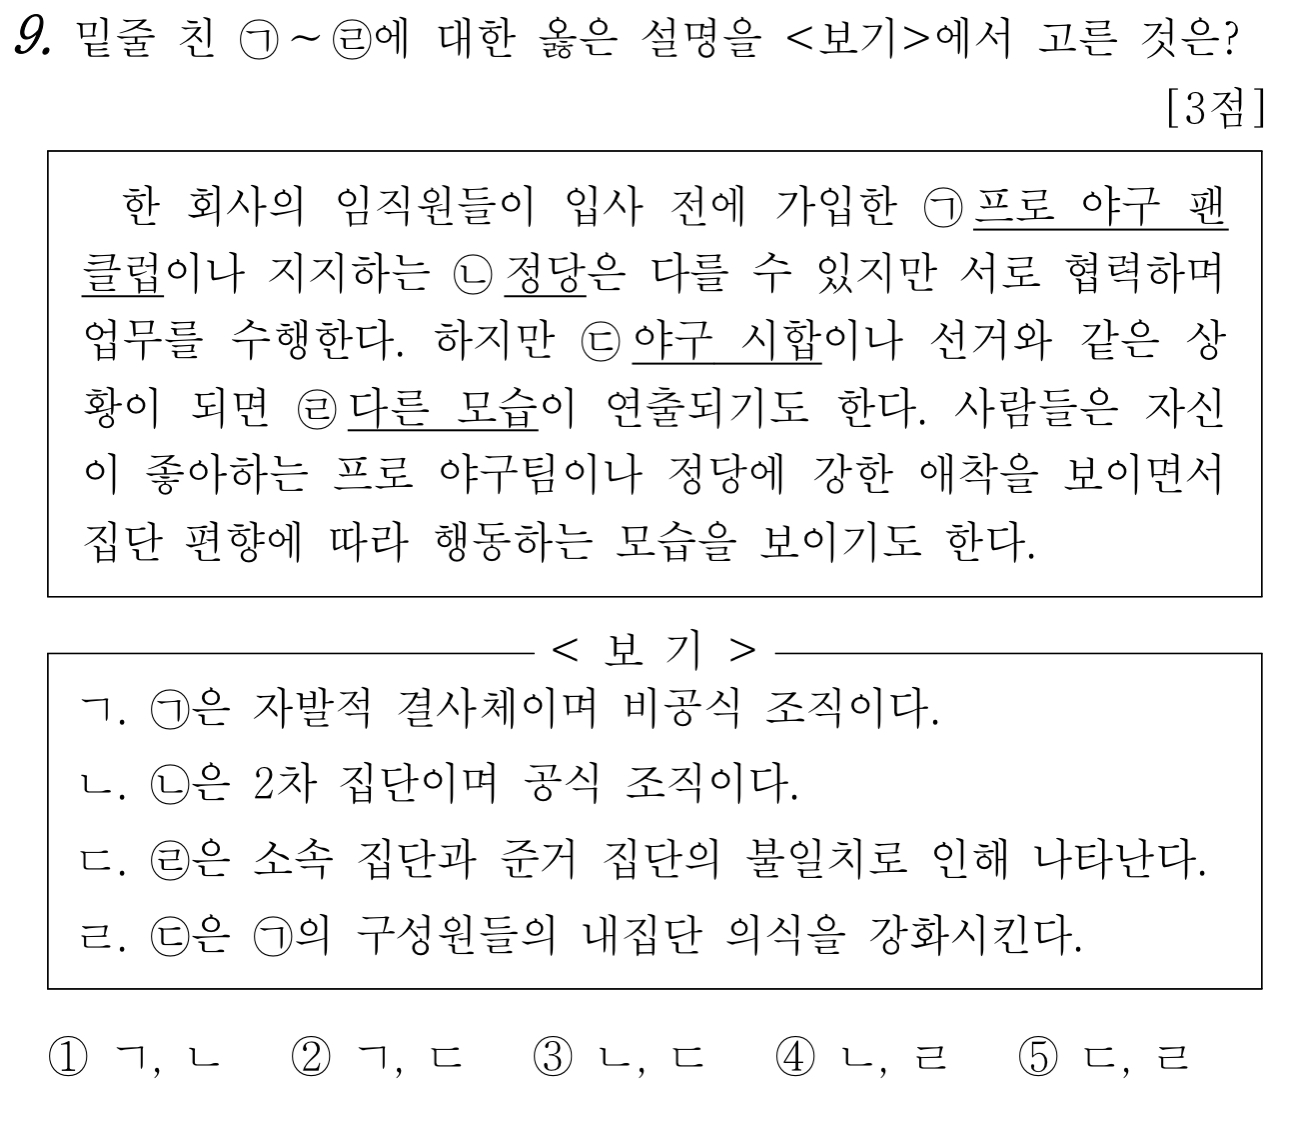 9. 밑줄 친 ㉠~㉣에 대한 옳은 설명을 <보기>에서 고른 것은?
[3점]
한 회사의 임직원들이 입사 전에 가입한 ㉠프로 야구 팬
클럽이나 지지하는 ㉡정당은 다를 수 있지만 서로 협력하며
업무를 수행한다. 하지만 ㉢야구 시합이나 선거와 같은 상
황이 되면 ㉣다른 모습이 연출되기도 한다. 사람들은 자신
이 좋아하는 프로 야구팀이나 정당에 강한 애착을 보이면서
집단 편향에 따라 행동하는 모습을 보이기도 한다.
< 보 기 >
ㄱ. ㉠은 자발적 결사체이며 비공식 조직이다.
ㄴ. ㉡은 2차 집단이며 공식 조직이다.
ㄷ. ㉣은 소속 집단과 준거 집단의 불일치로 인해 나타난다.
ㄹ. ㉢은 ㉠의 구성원들의 내집단 의식을 강화시킨다.
① ㄱ, ㄴ ② ㄱ, ㄷ ③ ㄴ, ㄷ ④ ㄴ, ㄹ ⑤ ㄷ, ㄹ